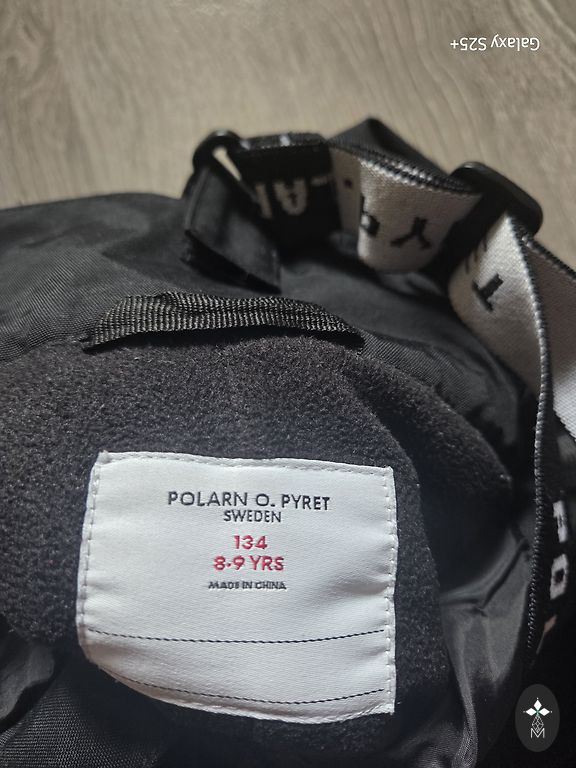 Galaxy S25+
POLARN O. PYRET
SWEDEN
134
8-9 YRS
MADE IN CHINA